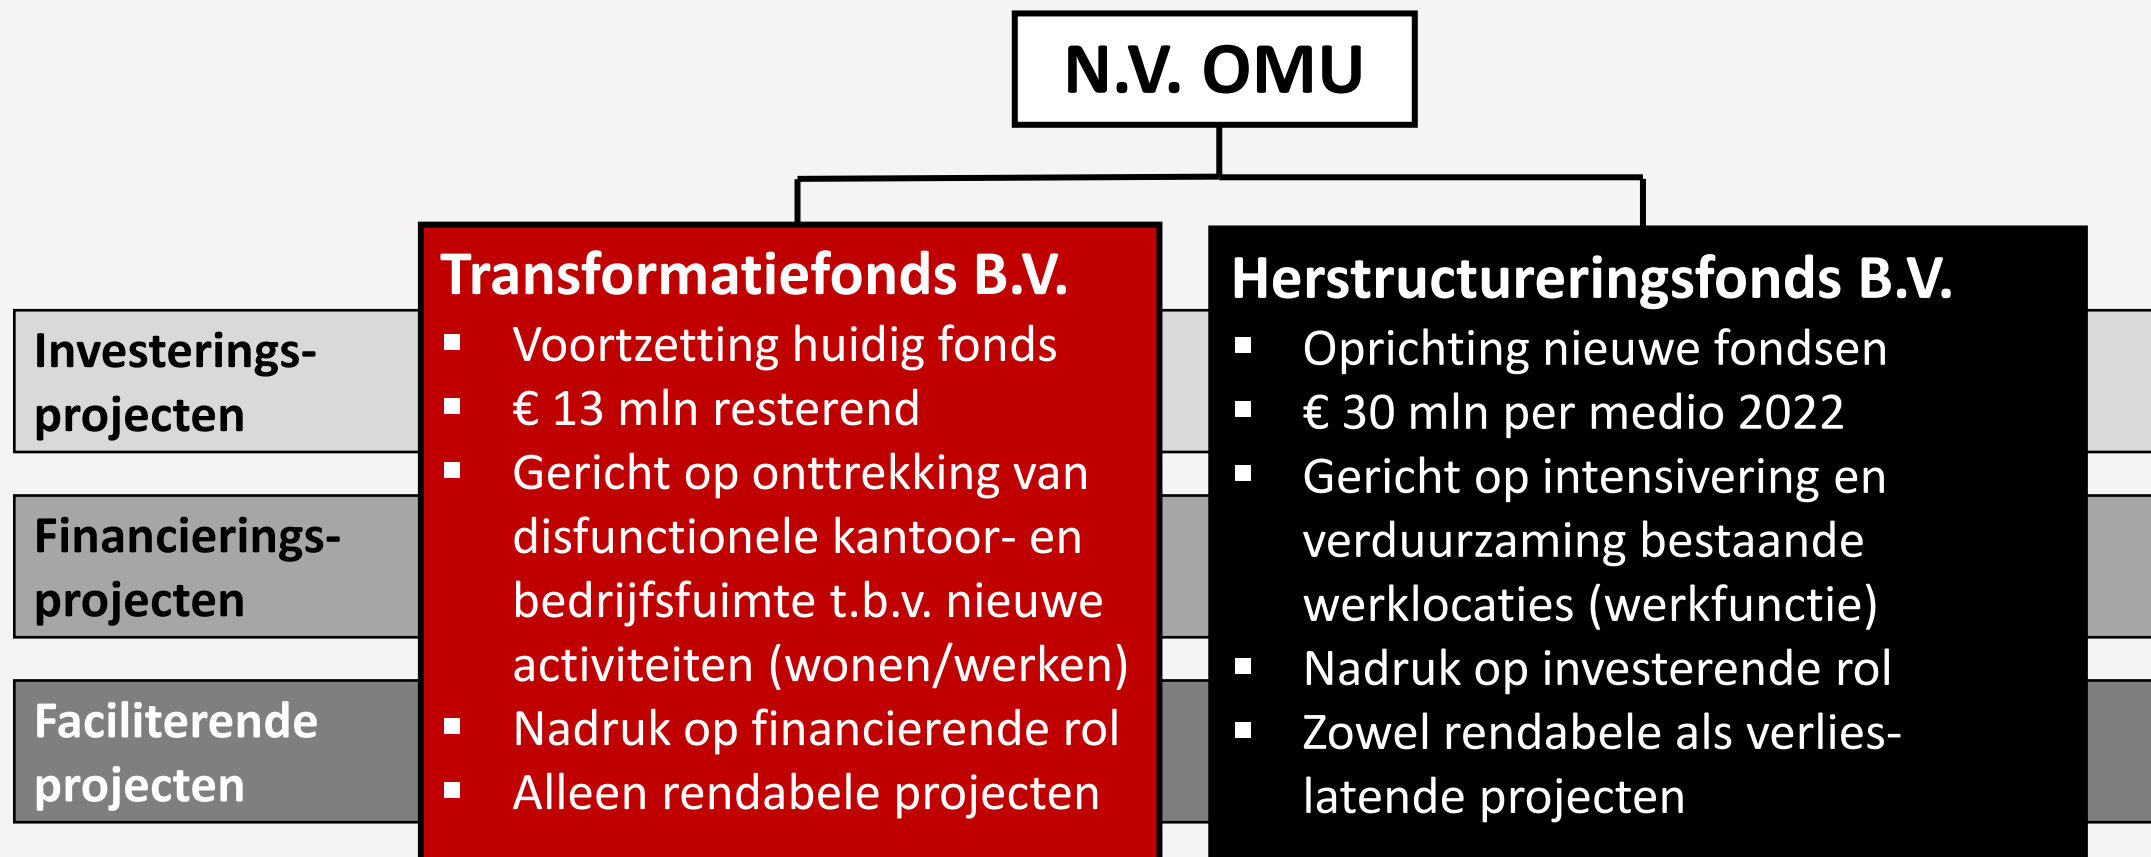 N.V. OMU
Investerings-
projecten
Financierings-
projecten
Faciliterende
projecten
Transformatiefonds B.V.
▪ Voortzetting huidig fonds
▪ € 13 mln resterend
▪ Gericht op onttrekking van
disfunctionele kantoor- en
bedrijfsfuimte t.b.v. nieuwe
activiteiten (wonen/werken)
▪ Nadruk op financierende rol
▪ Alleen rendabele projecten
Herstructureringsfonds B.V.
▪ Oprichting nieuwe fondsen
▪ € 30 mln per medio 2022
▪ Gericht op intensivering en
verduurzaming bestaande
werklocaties (werkfunctie)
▪ Nadruk op investerende rol
▪ Zowel rendabele als verlies-
latende projecten